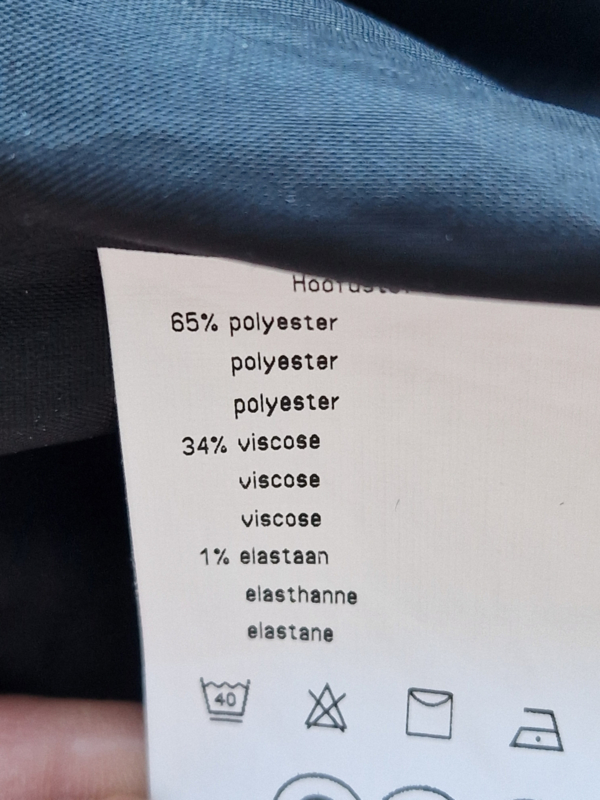 65% polyester
polyester
polyester
34% viscose
viscose
viscose
1% elastaan
elasthanne
elastane
40